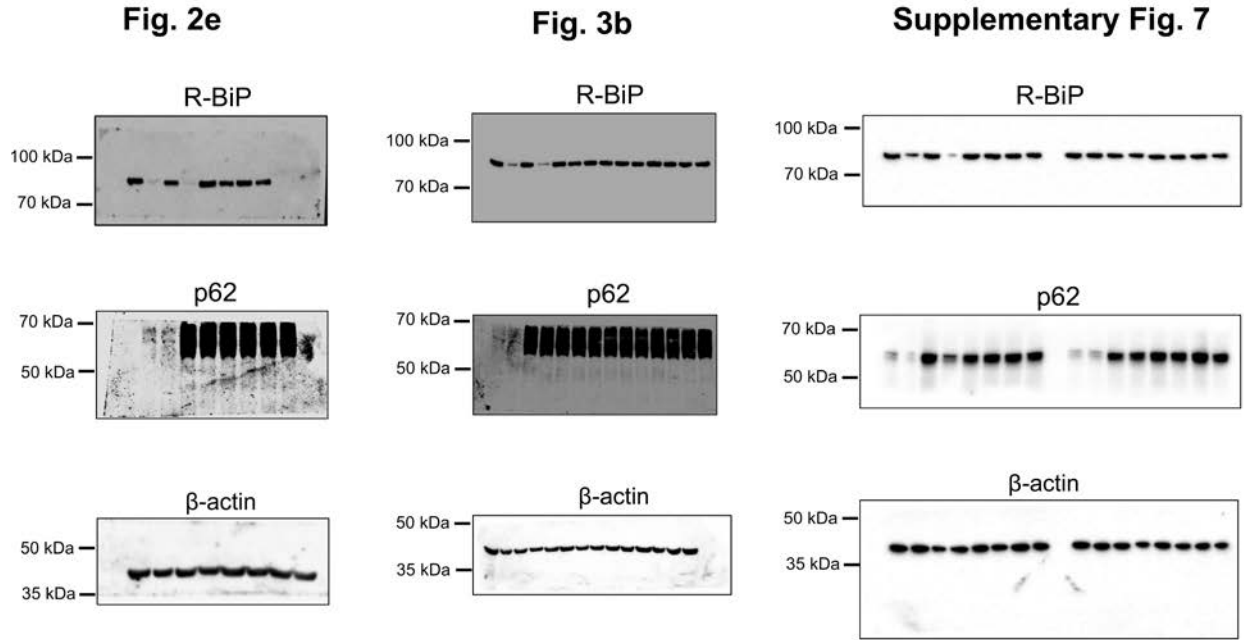 Fig. 2e
R-BiP
100 kDa
70 kDa
p62
70 kDa
50 kDa
β-actin
50 kDa
35 kDa
Fig. 3b
R-BiP
100 kDa
70 kDa
p62
70 kDa
50 kDa
β-actin
50 kDa
35 kDa
Supplementary Fig. 7
R-BiP
100 kDa
70 kDa
p62
70 kDa
50 kDa
β-actin
50 kDa
35 kDa